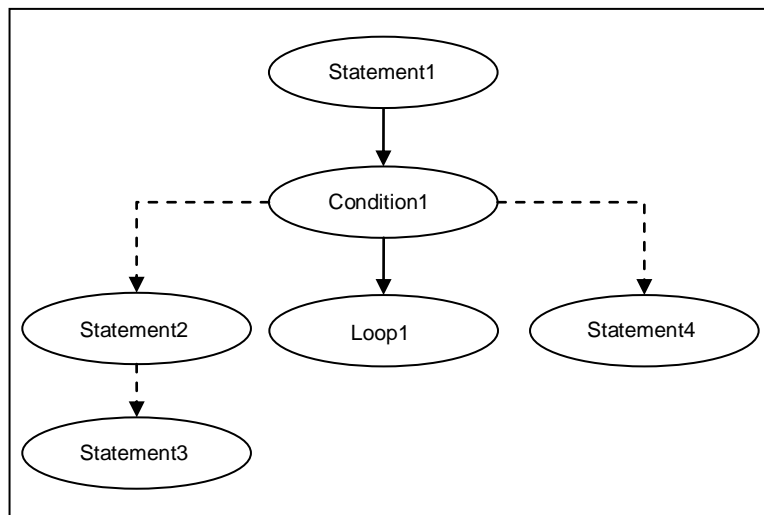 Statement1
Condition1
Statement2
Loop1
Statement4
Statement3